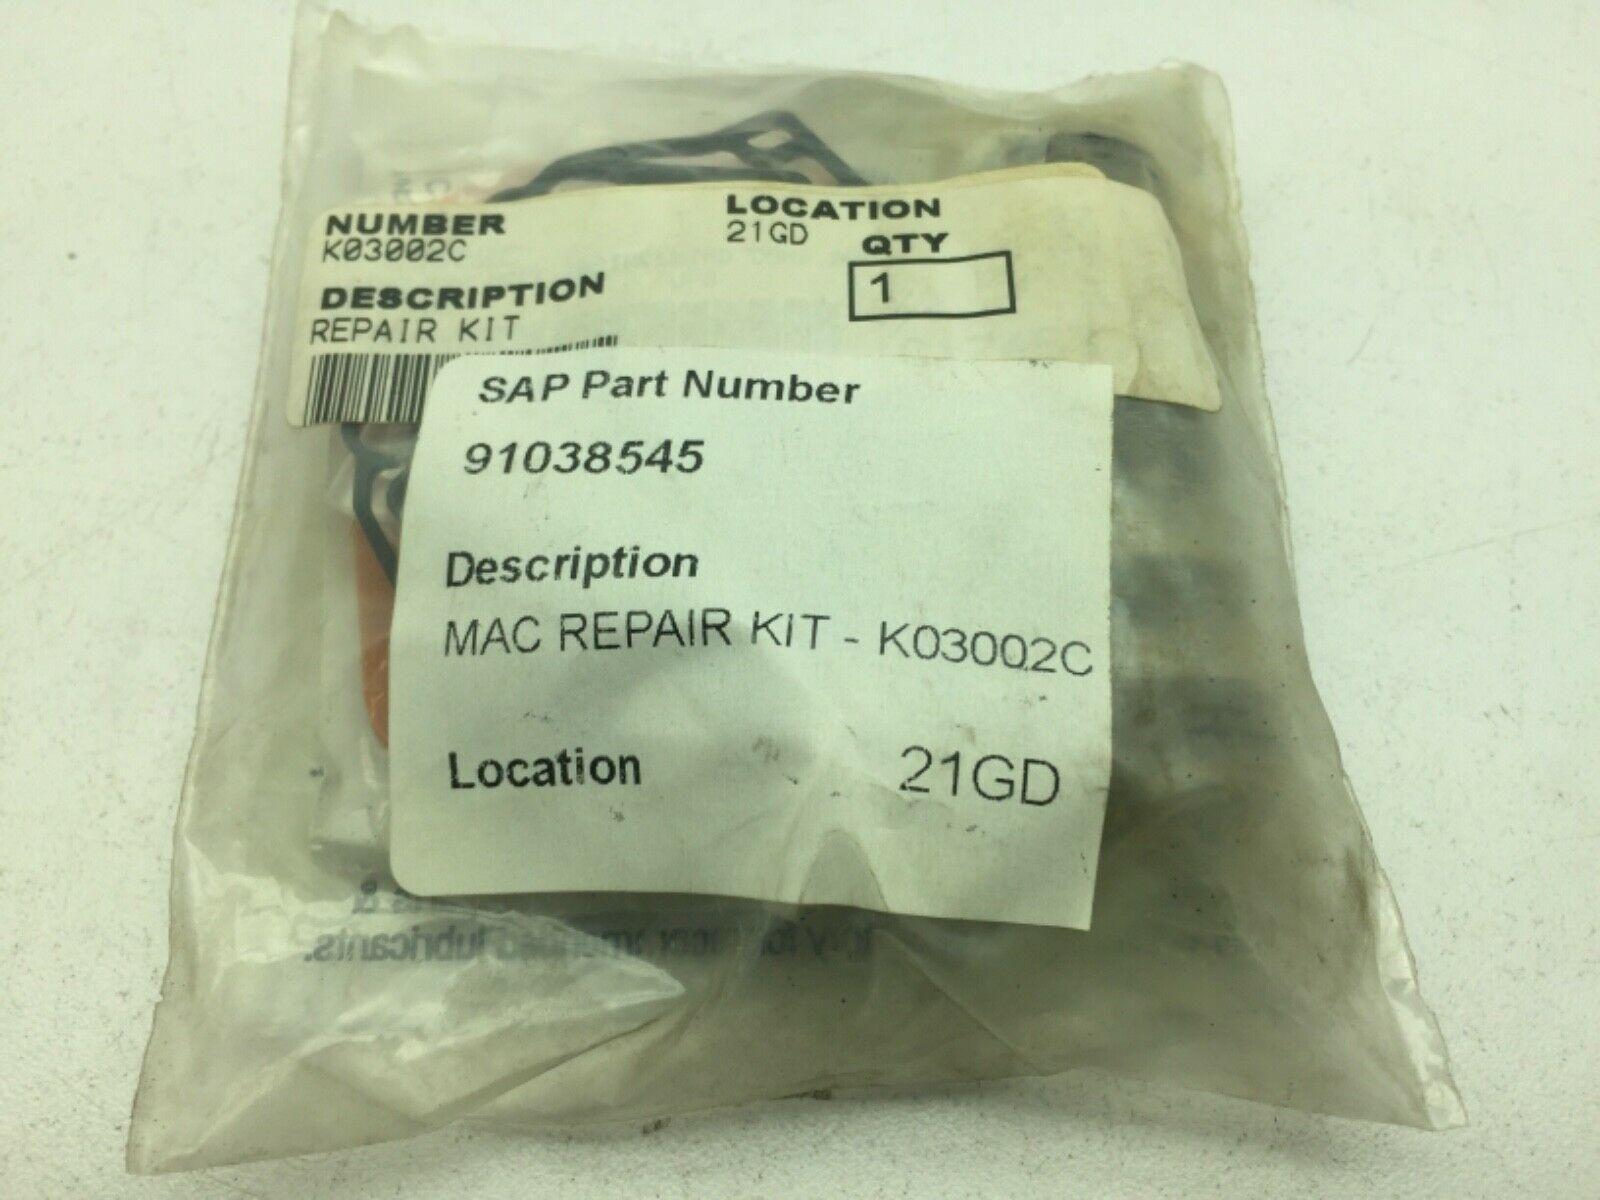 NUMBER
K03002C
LOCATION
21GD
QTY
1
DESCRIPTION
REPAIR KIT
SAP Part Number
91038545
Description
MAC REPAIR KIT - K03002C
Location 21GD
lubricants.